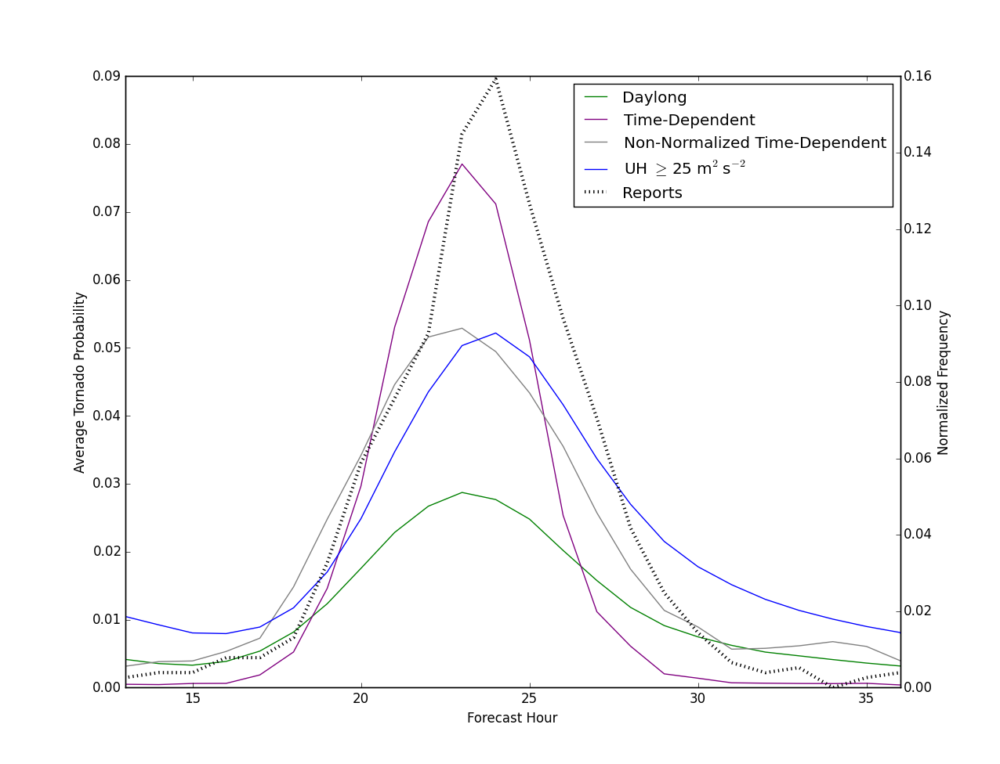 0.09
0.08
0.07
0.06
0.05
0.04
0.03
0.02
0.01
0.00
Average Tornado Probability
Daylong
Time-Dependent
Non-Normalized Time-Dependent
UH ≥ 25 m² s⁻²
Reports
0.16
0.14
0.12
0.10
0.08
0.06
0.04
0.02
0.00
Normalized Frequency
15 20 25 30 35
Forecast Hour